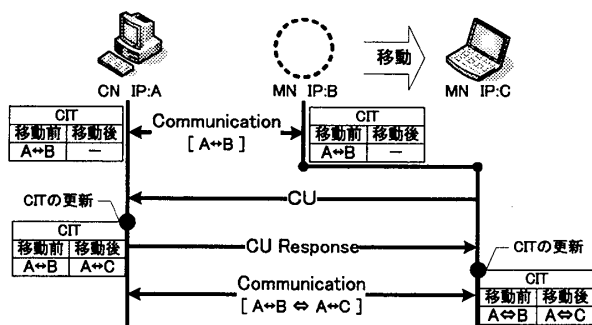 移動
CN IP:A
MN IP:B
MN IP:C
CIT
移動前 移動後
A↔B —
Communication
[ A↔B ]
CIT
移動前 移動後
A↔B —
CU
CITの更新
CIT
移動前 移動後
A↔B A↔C
CU Response
CITの更新
Communication
[ A↔B ⇔ A↔C ]
CIT
移動前 移動後
A⇔B A⇔C